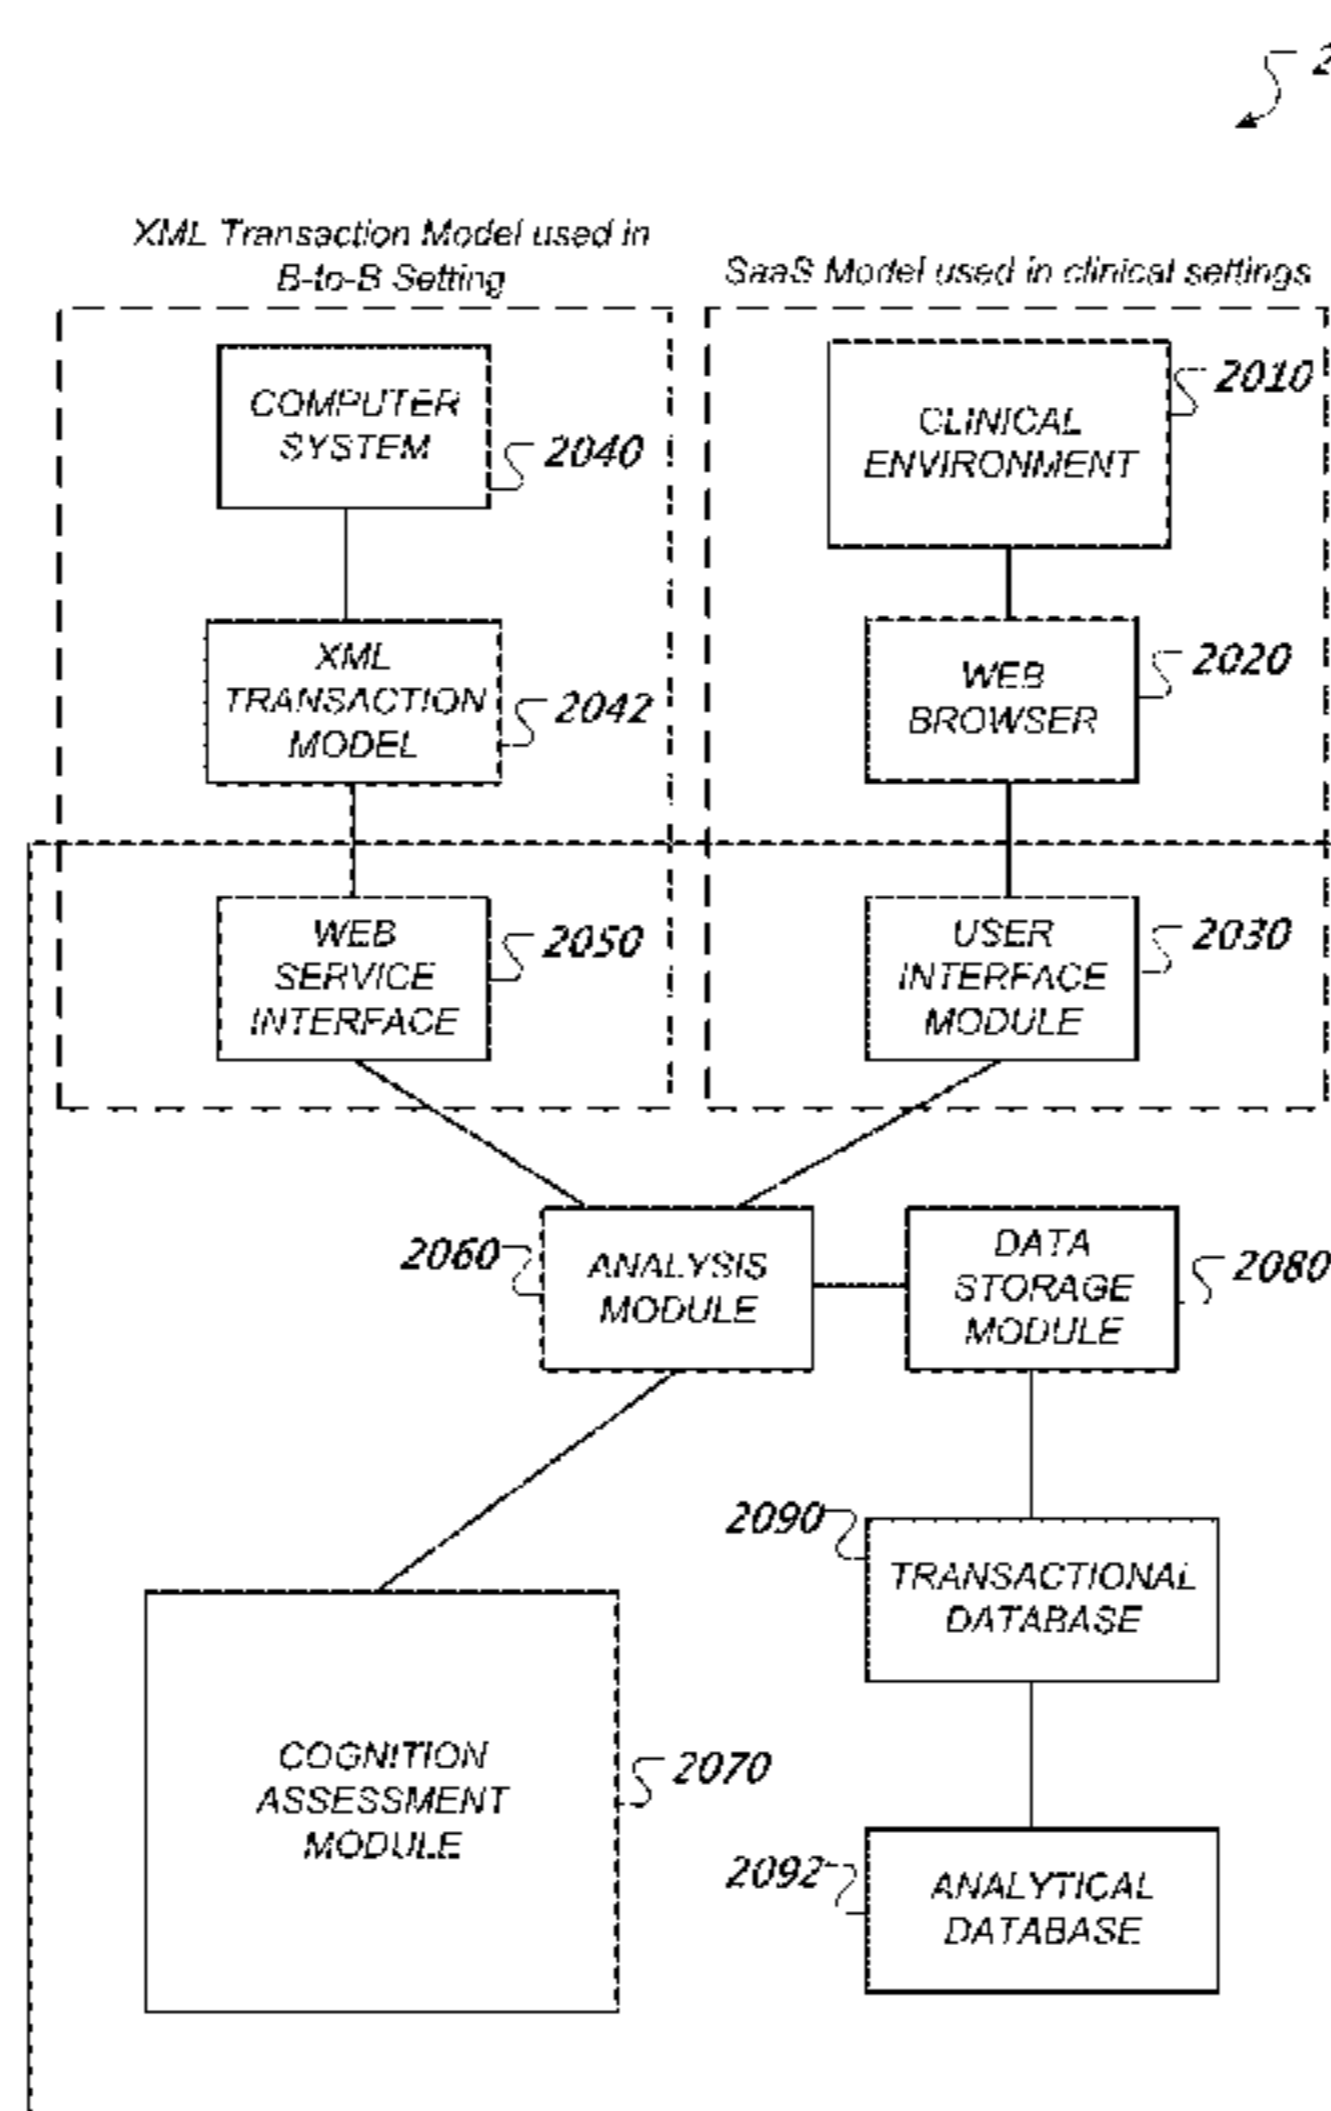 2
XML Transaction Model used in
B-to-B Setting
SaaS Model used in clinical settings
COMPUTER
SYSTEM
2040
CLINICAL
ENVIRONMENT
2010
XML
TRANSACTION
MODEL
2042
WEB
BROWSER
2020
WEB
SERVICE
INTERFACE
2050
USER
INTERFACE
MODULE
2030
2060
ANALYSIS
MODULE
DATA
STORAGE
MODULE
2080
2090
TRANSACTIONAL
DATABASE
COGNITION
ASSESSMENT
MODULE
2070
2092
ANALYTICAL
DATABASE